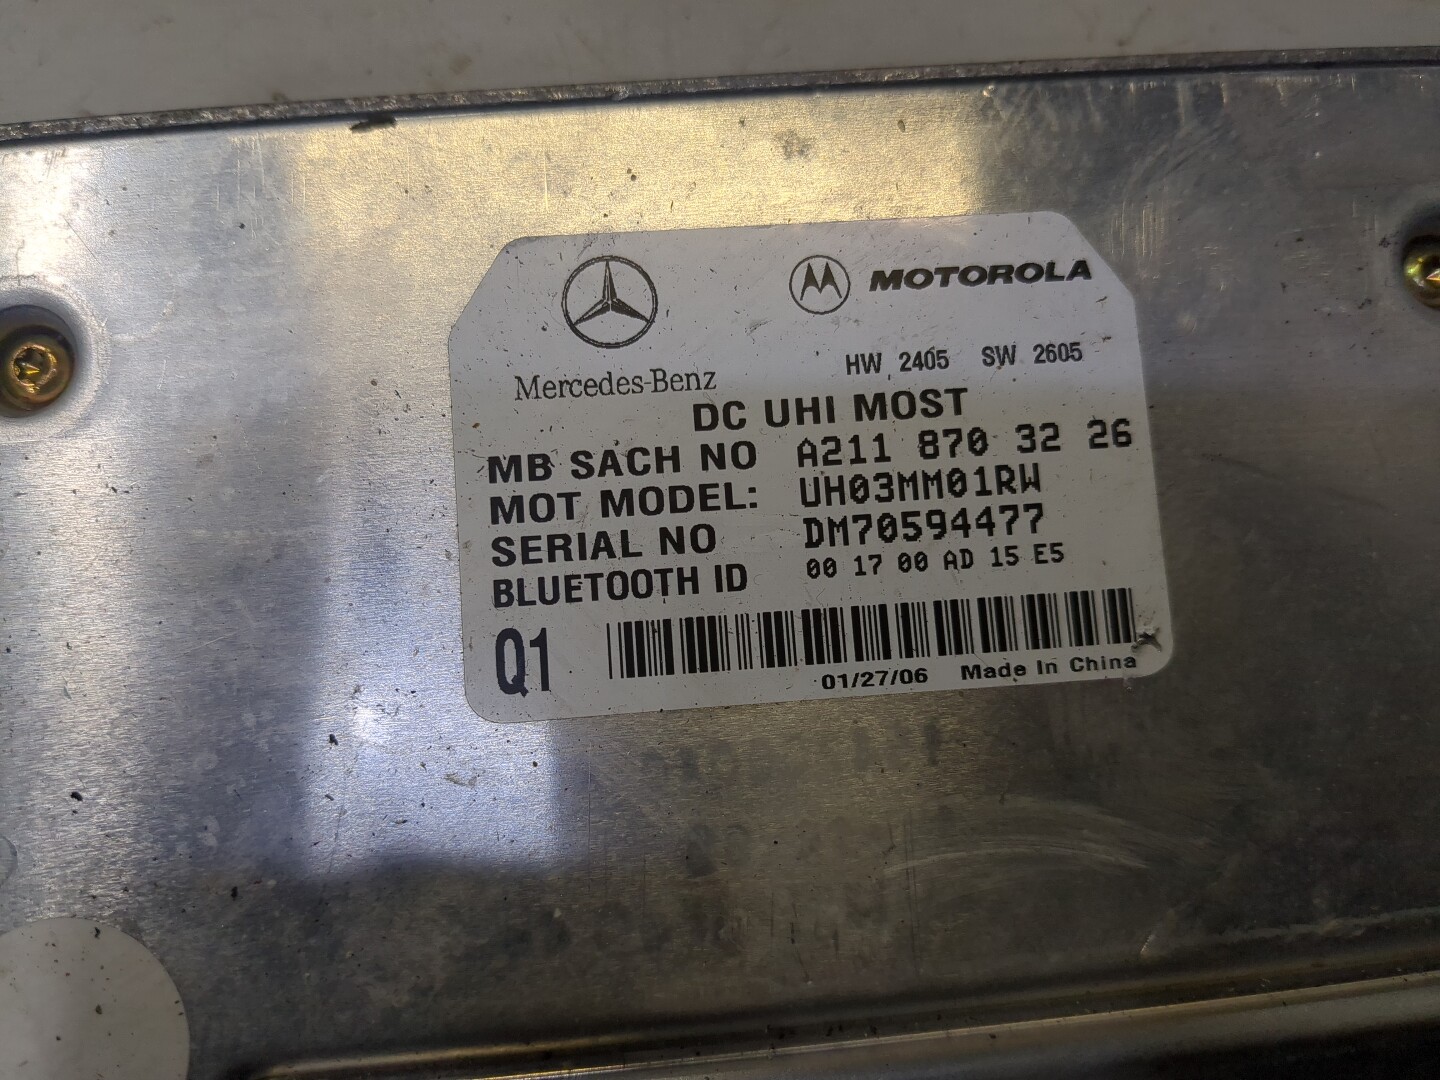 MOTOROLA
Mercedes-Benz
HW 2405 SW 2605
DC UHI MOST
MB SACH NO A211 870 32 26
MOT MODEL: UH03MM01RW
SERIAL NO DM70594477
BLUETOOTH ID 00 17 00 AD 15 E5
Q1
01/27/06 Made In China